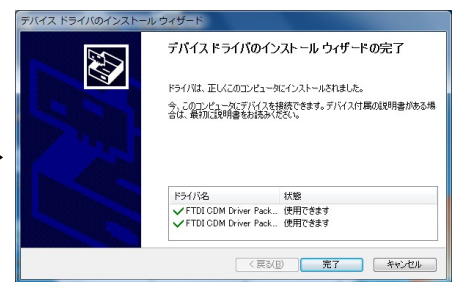 デバイス ドライバのインストール ウィザード
デバイス ドライバのインストール ウィザードの完了
ドライバは、正しくこのコンピュータにインストールされました。
今、このコンピュータにデバイスを接続できます。デバイス付属の説明書がある場
合は、最初に説明書をお読みください。
ドライバ名 状態
FTDI CDM Driver Pack... 使用できます
FTDI CDM Driver Pack... 使用できます
< 戻る(B) 完了 キャンセル